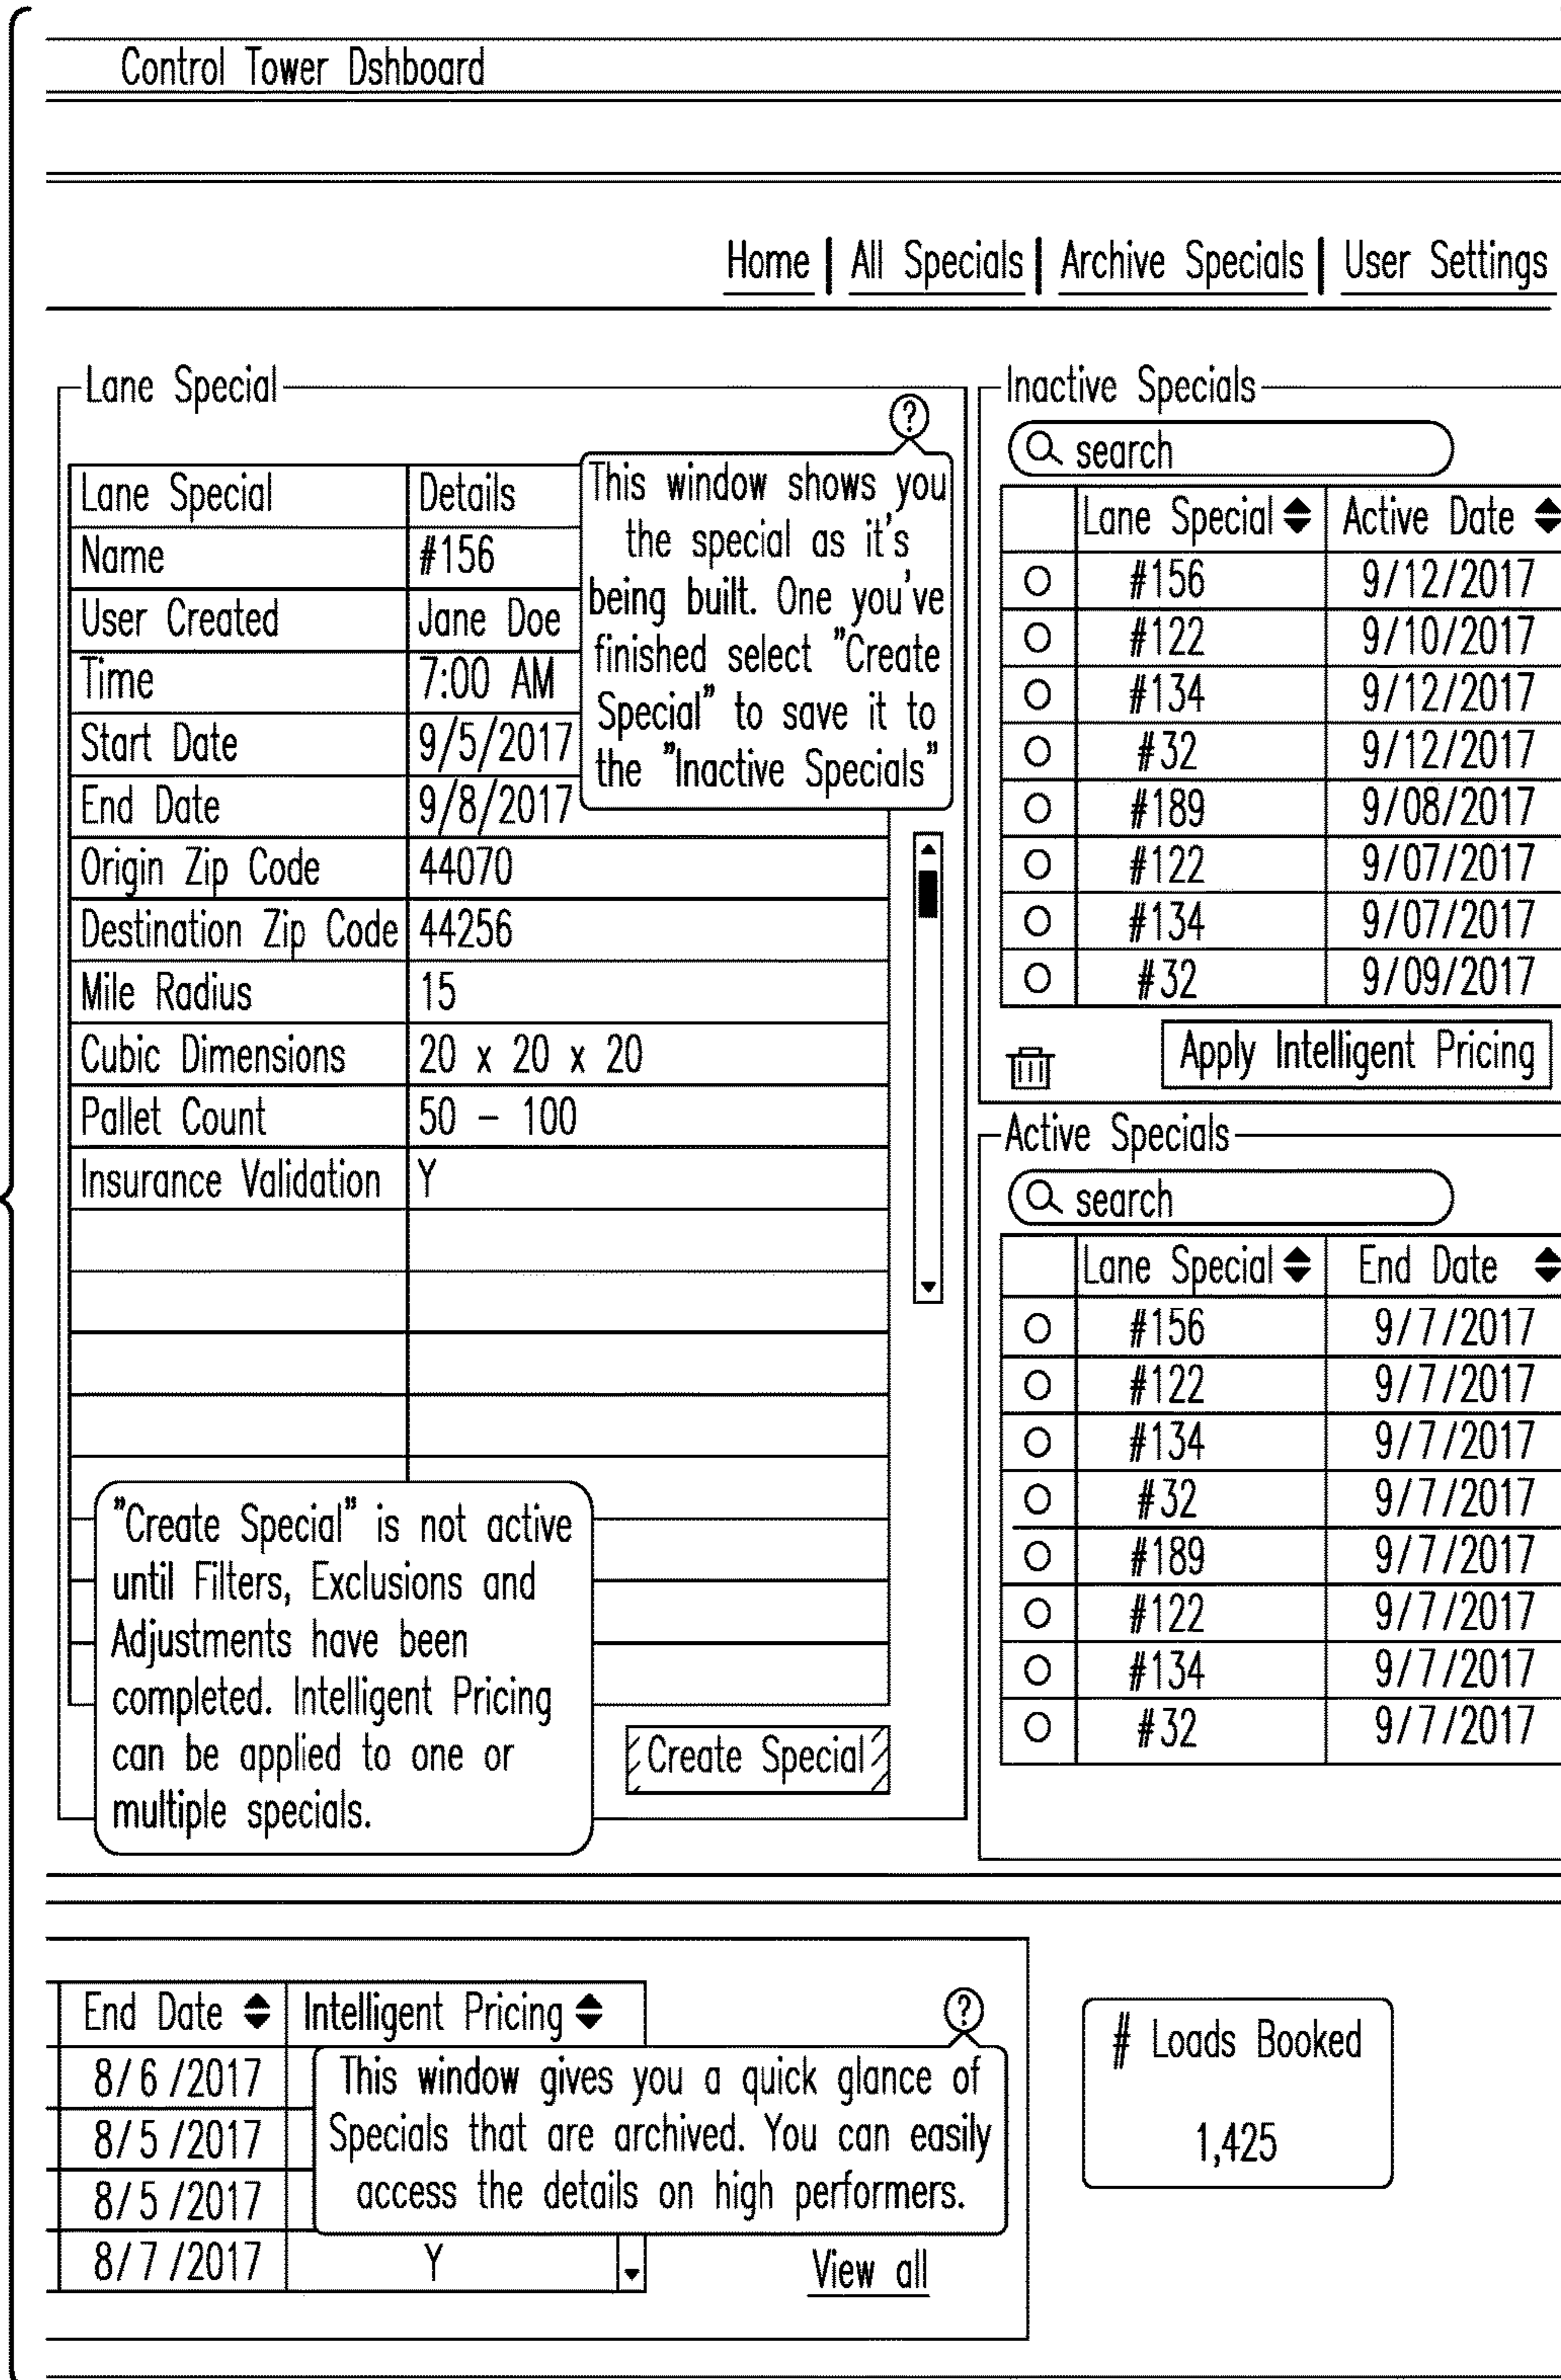 Control Tower Dshboard
Home | All Specials | Archive Specials | User Settings
Lane Special
?
This window shows you
the special as it's
being built. One you've
finished select "Create
Special" to save it to
the "Inactive Specials"
Lane Special Details
Name #156
User Created Jane Doe
Time 7:00 AM
Start Date 9/5/2017
End Date 9/8/2017
Origin Zip Code 44070
Destination Zip Code 44256
Mile Radius 15
Cubic Dimensions 20 x 20 x 20
Pallet Count 50 - 100
Insurance Validation Y
"Create Special" is not active
until Filters, Exclusions and
Adjustments have been
completed. Intelligent Pricing
can be applied to one or
multiple specials.
Create Special
Inactive Specials
search
Lane Special Active Date
#156 9/12/2017
#122 9/10/2017
#134 9/12/2017
#32 9/12/2017
#189 9/08/2017
#122 9/07/2017
#134 9/07/2017
#32 9/09/2017
Apply Intelligent Pricing
Active Specials
search
Lane Special End Date
#156 9/7/2017
#122 9/7/2017
#134 9/7/2017
#32 9/7/2017
#189 9/7/2017
#122 9/7/2017
#134 9/7/2017
#32 9/7/2017
End Date Intelligent Pricing
8/6/2017
8/5/2017
8/5/2017
8/7/2017 Y
?
This window gives you a quick glance of
Specials that are archived. You can easily
access the details on high performers.
View all
# Loads Booked
1,425